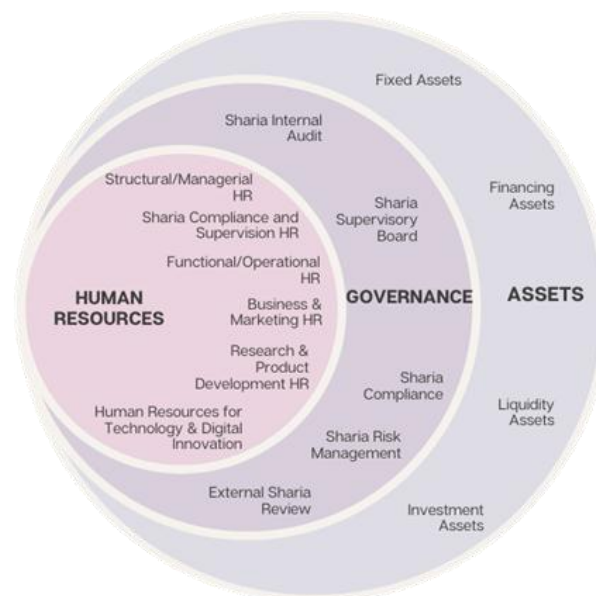 Fixed Assets
Sharia Internal
Audit
Structural/Managerial
HR
Financing
Assets
Sharia
Supervisory
Board
Sharia Compliance and
Supervision HR
Functional/Operational
HR
HUMAN
RESOURCES
GOVERNANCE
ASSETS
Business &
Marketing HR
Research &
Product
Development HR
Sharia
Compliance
Liquidity
Assets
Human Resources for
Technology & Digital
Innovation
Sharia Risk
Management
External Sharia
Review
Investment
Assets